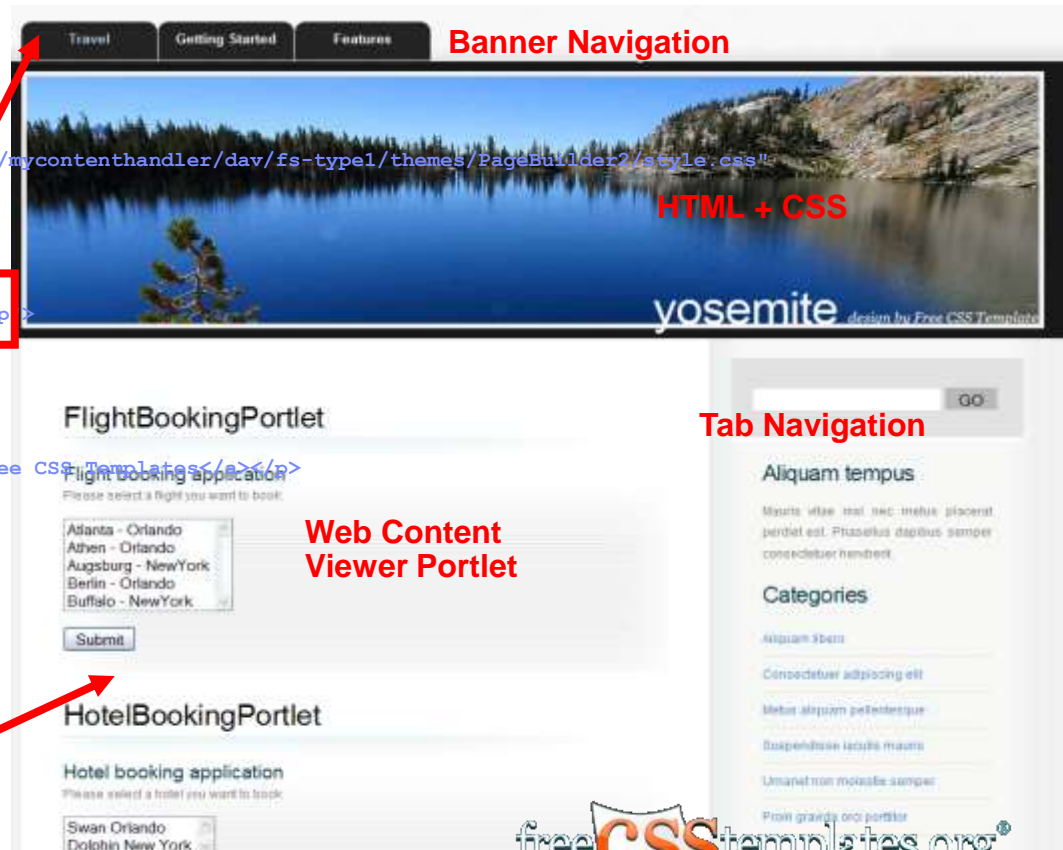 Travel Getting Started Features Banner Navigation
/mycontenthandler/dav/fs-type1/themes/PageBuilder2/style.css"
HTML + CSS
p>
yosemite design by Free CSS Template
GO
FlightBookingPortlet
Tab Navigation
ee CSS Templates</a></p>
Flight booking application
Please select a flight you want to book:
Aliquam tempus
Mauris vitae nisl nec metus placerat
perdiet est. Phasellus dapibus semper
consectetuer hendrerit.
Atlanta - Orlando
Athen - Orlando
Augsburg - NewYork
Berlin - Orlando
Buffalo - NewYork
Web Content
Viewer Portlet
Categories
Submit
Aliquam libero
Consectetuer adipiscing elit
Metus aliquam pellentesque
Suspendisse iaculis mauris
Urnanet non molestie semper
Proin gravida orci porttitor
HotelBookingPortlet
Hotel booking application
Please select a hotel you want to book:
Swan Orlando
Dolphin New York
freeCSStemplates.org®